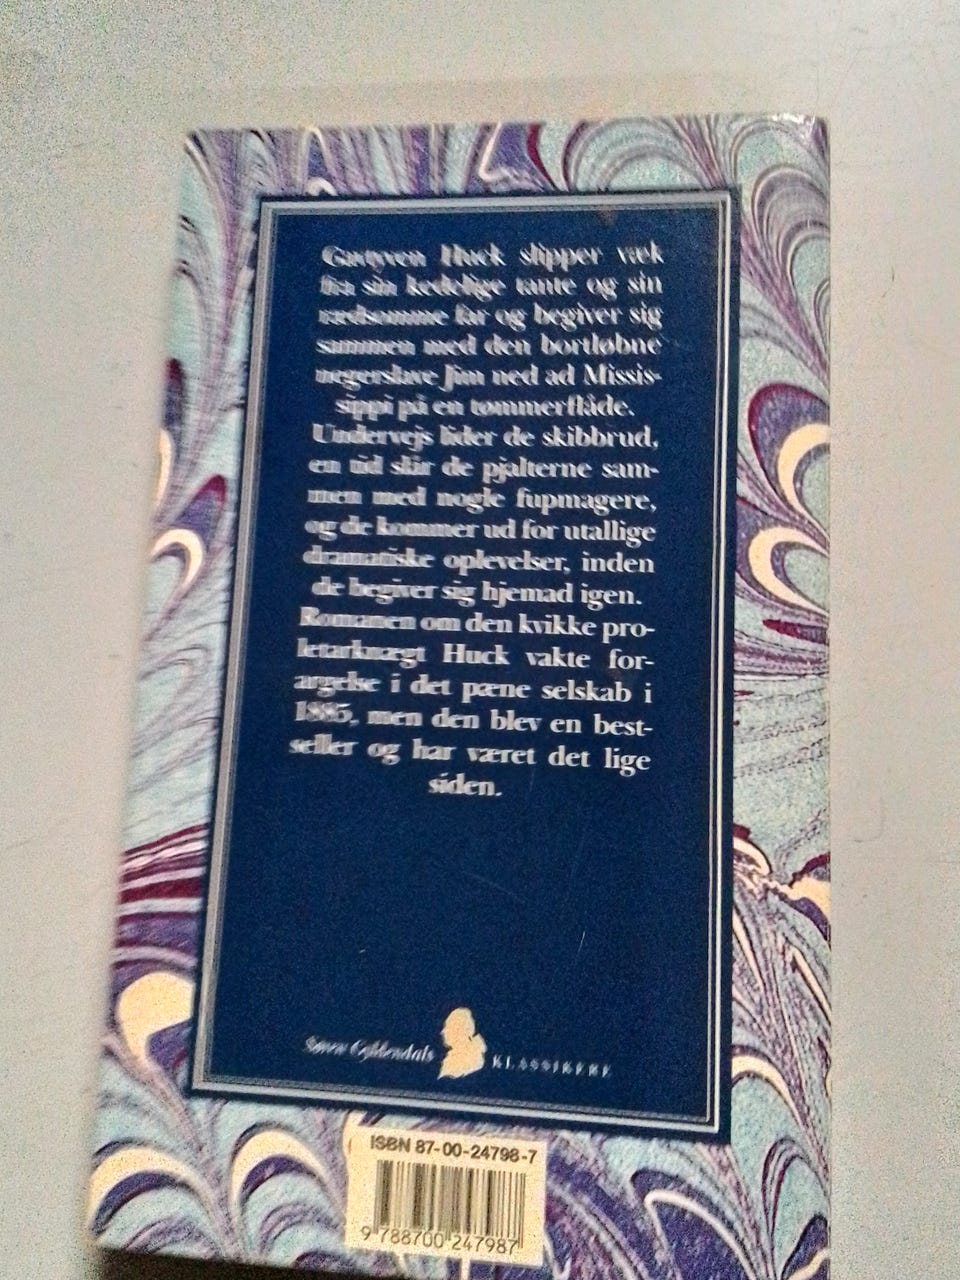 Gavtyven Huck slipper væk
fra sin kedelige tante og sin
rædsomme far og begiver sig
sammen med den bortløbne
negerslave Jim ned ad Missis-
sippi på en tømmerflåde.
Undervejs lider de skibbrud,
en tid slår de pjalterne sam-
men med nogle fupmagere,
og de kommer ud for utallige
dramatiske oplevelser, inden
de begiver sig hjemad igen.
Romanen om den kvikke pro-
letarknægt Huck vakte for-
argelse i det pæne selskab i
1885, men den blev en best-
seller og har været det lige
siden.
Søren Gyldendals KLASSIKERE
ISBN 87-00-24798-7
9 788700 247987